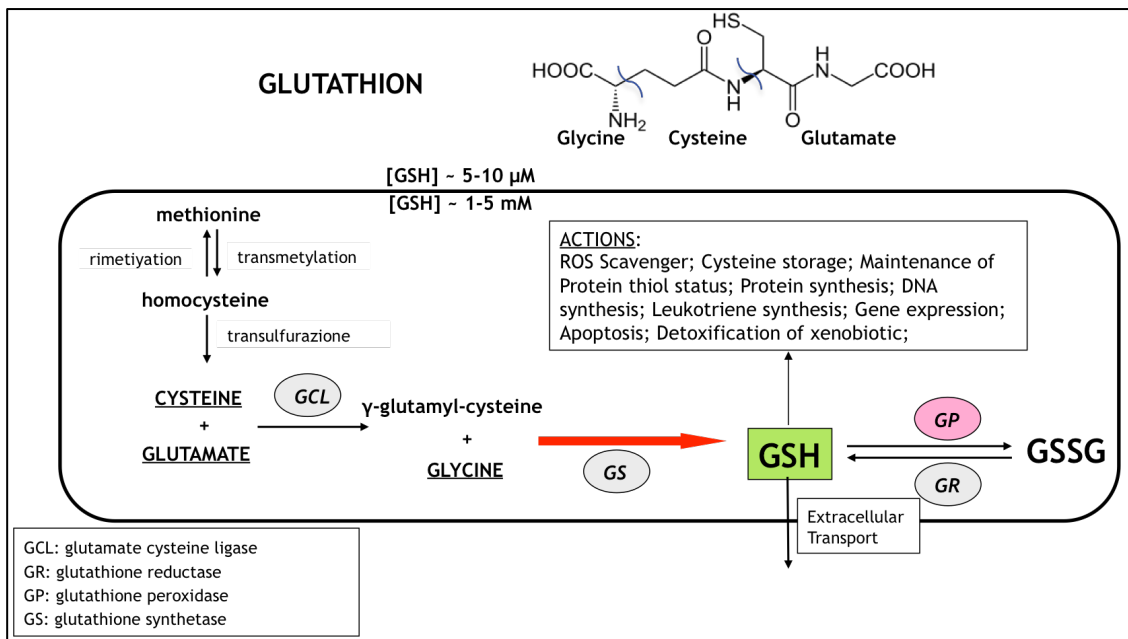 GLUTATHION
HS
O
H
N
HOOC
COOH
N
H
NH2
O
Glycine
Cysteine
Glutamate
[GSH] ~ 5-10 µM
[GSH] ~ 1-5 mM
methionine
rimetiyation
transmetylation
homocysteine
transulfurazione
CYSTEINE
+
GLUTAMATE
GCL
γ-glutamyl-cysteine
+
GLYCINE
GS
ACTIONS:
ROS Scavenger; Cysteine storage; Maintenance of
Protein thiol status; Protein synthesis; DNA
synthesis; Leukotriene synthesis; Gene expression;
Apoptosis; Detoxification of xenobiotic;
GSH
GP
GR
GSSG
Extracellular
Transport
GCL: glutamate cysteine ligase
GR: glutathione reductase
GP: glutathione peroxidase
GS: glutathione synthetase